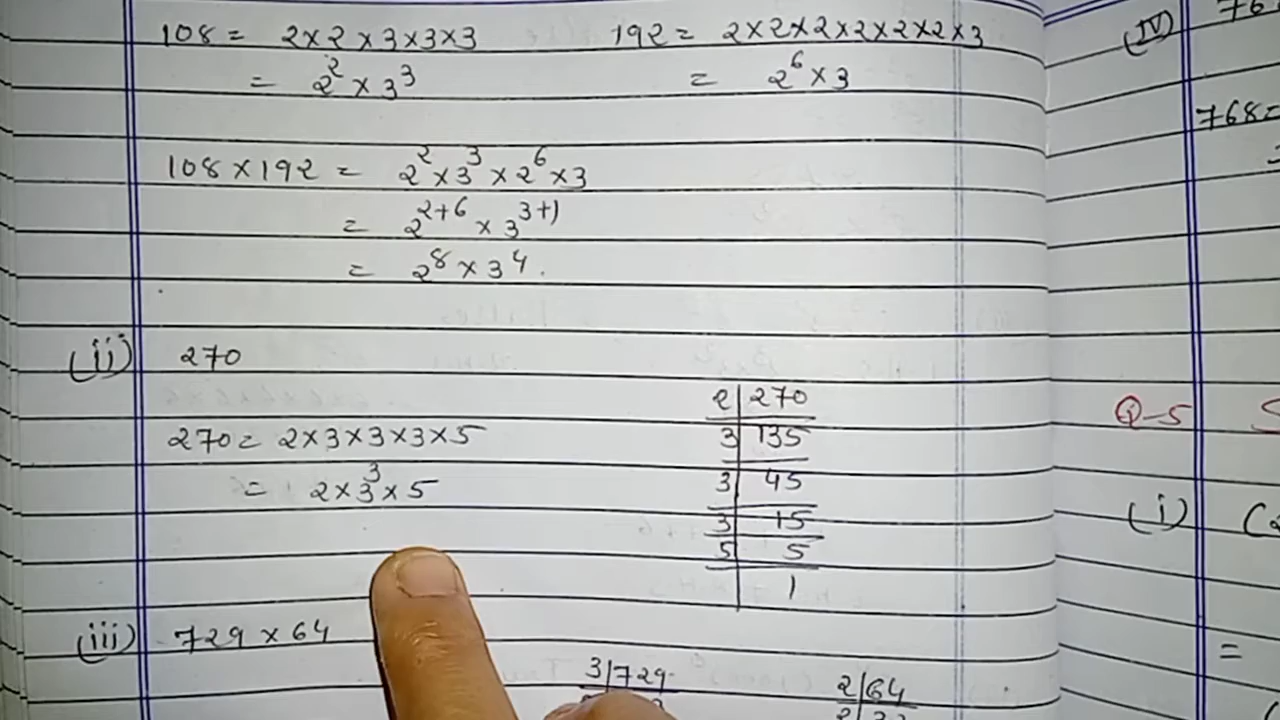 108 = 2×2×3×3×3
= 2² × 3³
192 = 2×2×2×2×2×2×3
= 2⁶ × 3
108 × 192 = 2² × 3³ × 2⁶ × 3
= 2²⁺⁶ × 3³⁺¹
= 2⁸ × 3⁴.
(ii) 270
270 = 2×3×3×3×5
= 2×3³×5
2|270
3|135
3|45
3|15
5|5
|1
(iii) 729 × 64
3|729
2|64
(iv)
768=
Q-5
(i)
=